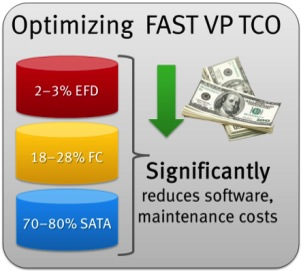 Optimizing FAST VP TCO
2–3% EFD
18–28% FC
70–80% SATA
Significantly
reduces software,
maintenance costs